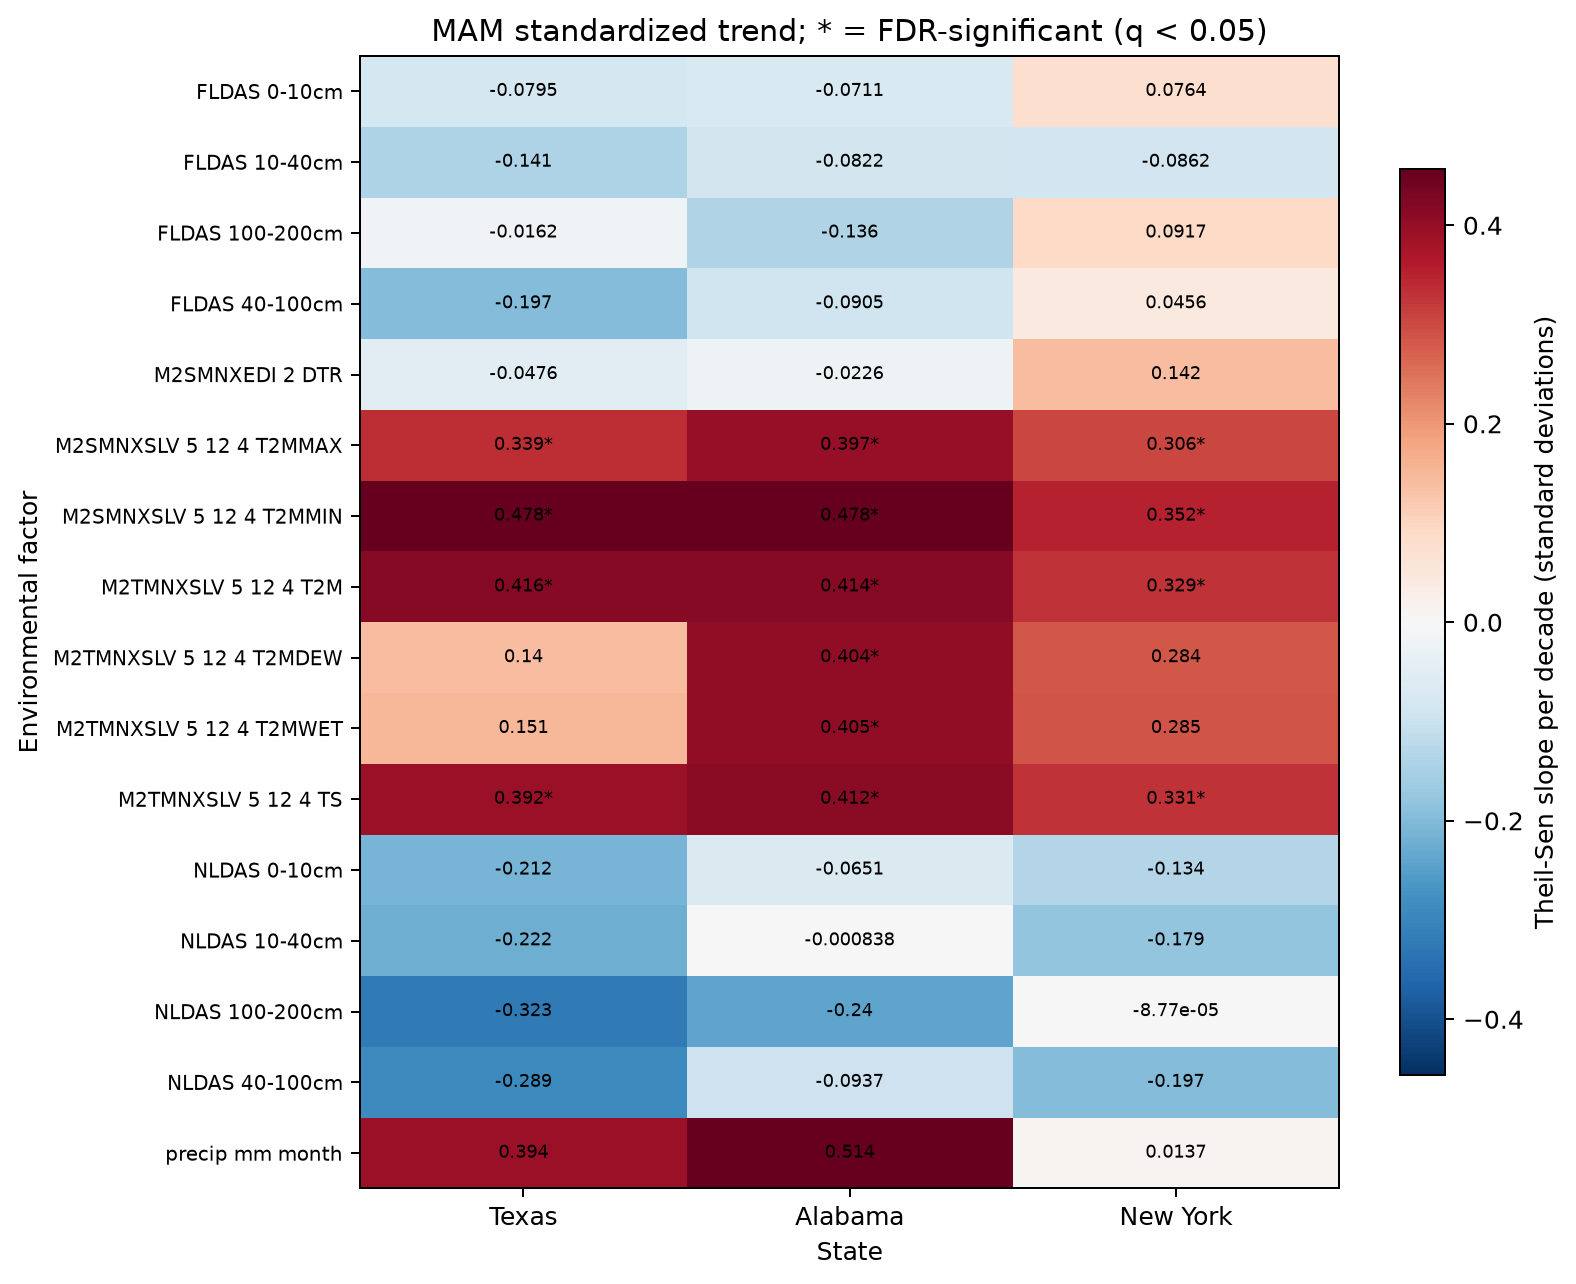 MAM standardized trend; * = FDR-significant (q < 0.05)
FLDAS 0-10cm -0.0795 -0.0711 0.0764
FLDAS 10-40cm -0.141 -0.0822 -0.0862
FLDAS 100-200cm -0.0162 -0.136 0.0917
FLDAS 40-100cm -0.197 -0.0905 0.0456
M2SMNXEDI 2 DTR -0.0476 -0.0226 0.142
M2SMNXSLV 5 12 4 T2MMAX 0.339* 0.397* 0.306*
M2SMNXSLV 5 12 4 T2MMIN 0.478* 0.478* 0.352*
M2TMNXSLV 5 12 4 T2M 0.416* 0.414* 0.329*
M2TMNXSLV 5 12 4 T2MDEW 0.14 0.404* 0.284
M2TMNXSLV 5 12 4 T2MWET 0.151 0.405* 0.285
M2TMNXSLV 5 12 4 TS 0.392* 0.412* 0.331*
NLDAS 0-10cm -0.212 -0.0651 -0.134
NLDAS 10-40cm -0.222 -0.000838 -0.179
NLDAS 100-200cm -0.323 -0.24 -8.77e-05
NLDAS 40-100cm -0.289 -0.0937 -0.197
precip mm month 0.394 0.514 0.0137
Texas Alabama New York
State
Environmental factor
0.4
0.2
0.0
−0.2
−0.4
Theil-Sen slope per decade (standard deviations)